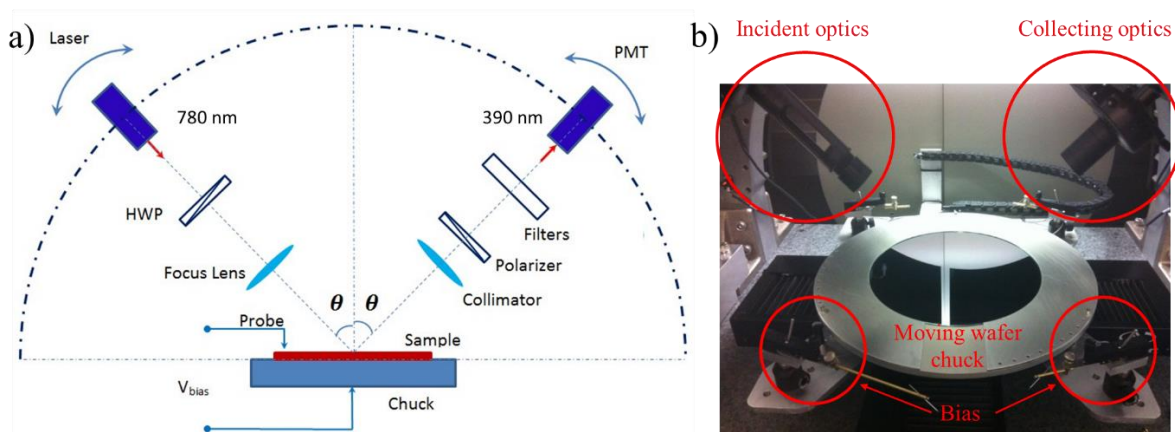 a)
Laser
PMT
780 nm
390 nm
HWP
Filters
Polarizer
Focus Lens
Collimator
θ θ
Probe
Sample
V bias
Chuck
b)
Incident optics
Collecting optics
Moving wafer
chuck
Bias